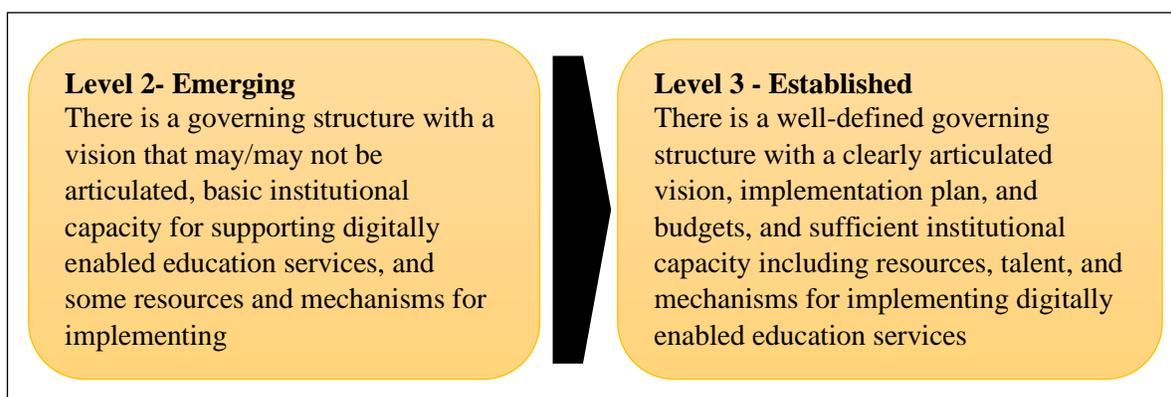 Level 2- Emerging
There is a governing structure with a
vision that may/may not be
articulated, basic institutional
capacity for supporting digitally
enabled education services, and
some resources and mechanisms for
implementing
Level 3 - Established
There is a well-defined governing
structure with a clearly articulated
vision, implementation plan, and
budgets, and sufficient institutional
capacity including resources, talent, and
mechanisms for implementing digitally
enabled education services